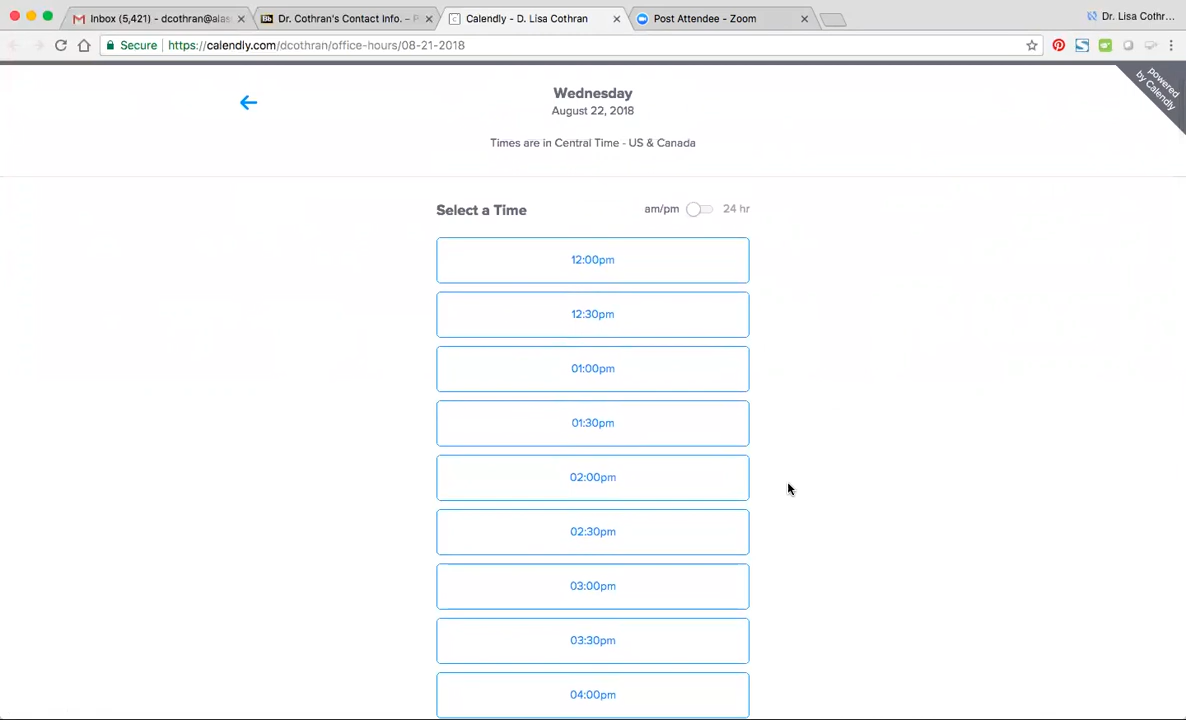 Inbox (5,421) - dcothran@alas
Dr. Cothran's Contact Info. – P
Calendly - D. Lisa Cothran
Post Attendee - Zoom
Dr. Lisa Cothr...
Secure
https://calendly.com/dcothran/office-hours/08-21-2018
powered
by Calendly
Wednesday
August 22, 2018
Times are in Central Time - US & Canada
Select a Time
am/pm
24 hr
12:00pm
12:30pm
01:00pm
01:30pm
02:00pm
02:30pm
03:00pm
03:30pm
04:00pm